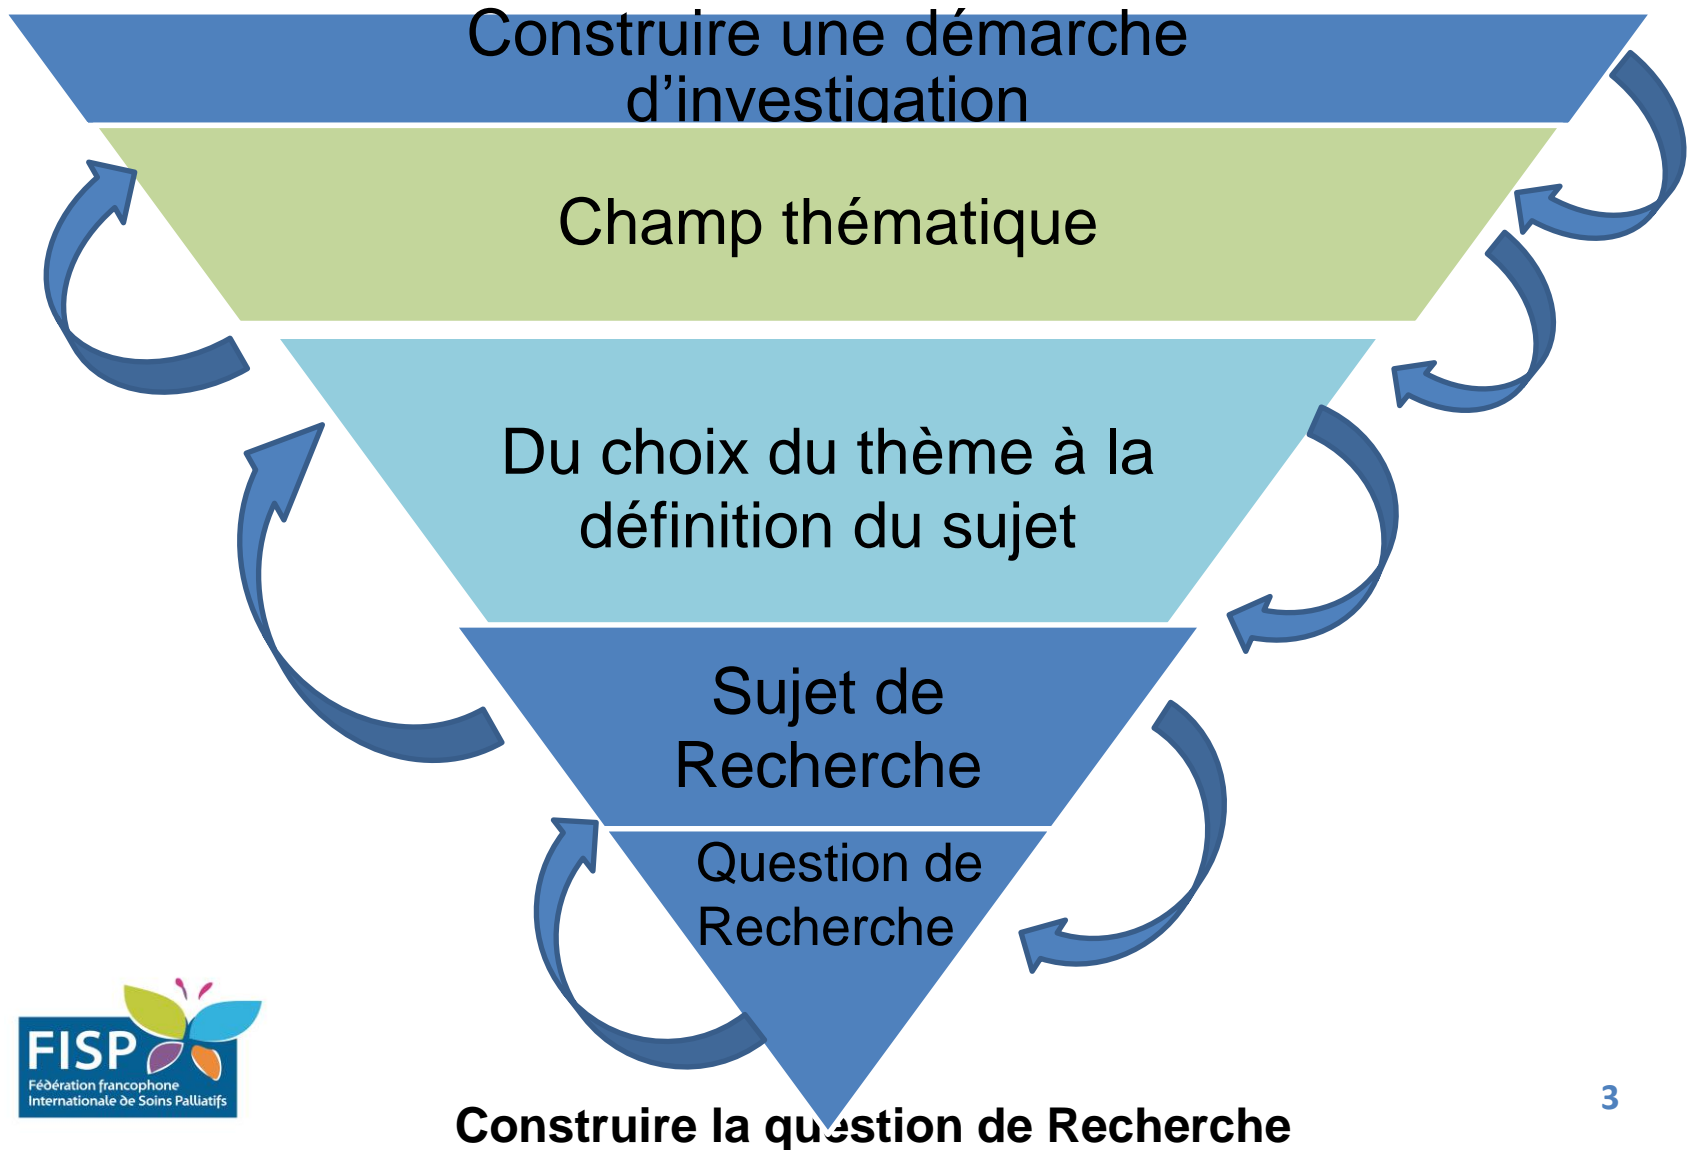 Construire une démarche
d’investigation
Champ thématique
Du choix du thème à la
définition du sujet
Sujet de
Recherche
Question de
Recherche
FISP
Fédération francophone
Internationale de Soins Palliatifs
Construire la question de Recherche
3